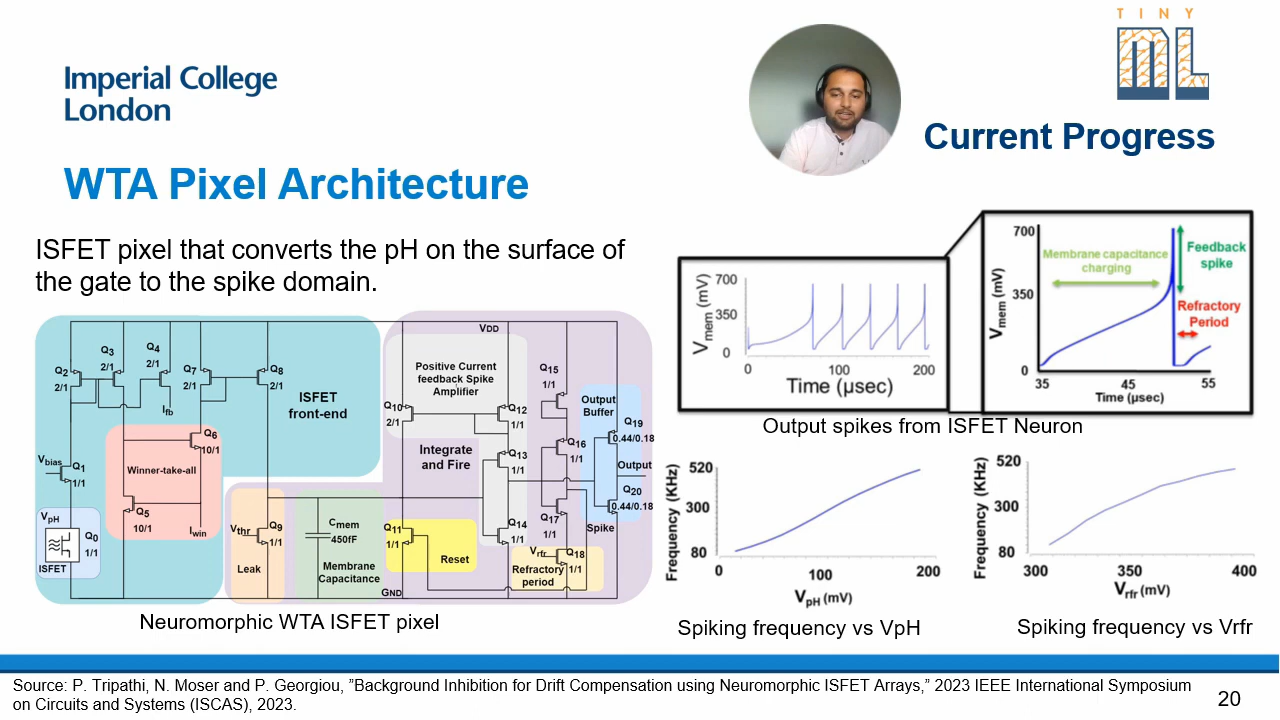 TINY
ML
Imperial College
London
Current Progress
WTA Pixel Architecture
ISFET pixel that converts the pH on the surface of
the gate to the spike domain.
VDD
Q2
2/1
Q3
2/1
Q4
2/1
Q7
2/1
Q8
2/1
Ifb
ISFET
front-end
Positive Current
feedback Spike
Amplifier
Q10
2/1
Q12
1/1
Q15
1/1
Output
Buffer
Q19
0.44/0.18
Q6
10/1
Winner-take-all
Integrate
and Fire
Q13
1/1
Q16
1/1
Output
Vbias
Q1
1/1
Q5
10/1
Iwin
Vthr
Q9
1/1
Leak
Cmem
450fF
Membrane
Capacitance
Q11
1/1
Reset
Q14
1/1
Q17
1/1
Q20
0.44/0.18
Spike
VpH
Q0
1/1
ISFET
Vrfr
Q18
1/1
Refractory
period
GND
Neuromorphic WTA ISFET pixel
Vmem (mV)
700
350
0
0
100
200
Time (µsec)
Vmem (mV)
700
350
0
Membrane capacitance
charging
Feedback
spike
Refractory
Period
35
45
55
Time (µsec)
Output spikes from ISFET Neuron
Frequency (KHz)
520
300
80
0
100
200
VpH (mV)
Spiking frequency vs VpH
Frequency (KHz)
520
300
80
300
350
400
Vrfr (mV)
Spiking frequency vs Vrfr
Source: P. Tripathi, N. Moser and P. Georgiou, ”Background Inhibition for Drift Compensation using Neuromorphic ISFET Arrays,” 2023 IEEE International Symposium
on Circuits and Systems (ISCAS), 2023.
20